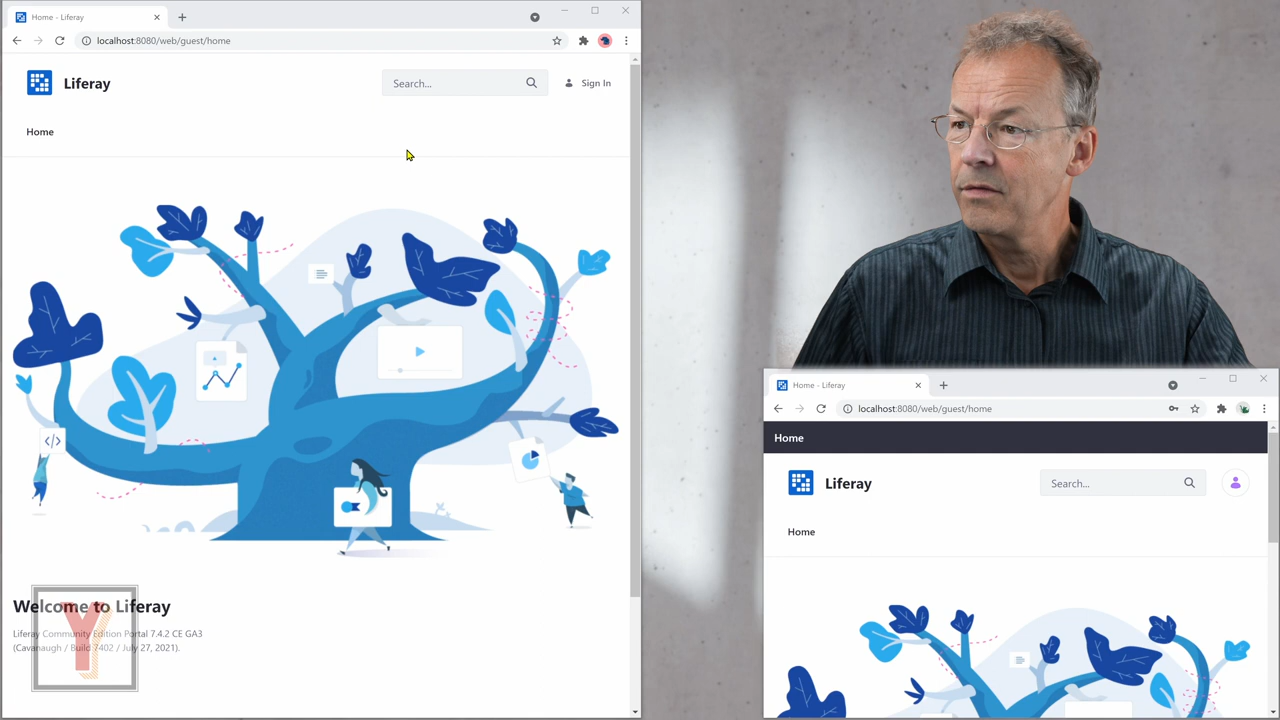 Home - Liferay
localhost:8080/web/guest/home
Liferay
Search...
Sign In
Home
</>
Welcome to Liferay
Liferay Community Edition Portal 7.4.2 CE GA3
(Cavanaugh / Build 7402 / July 27, 2021).
Y
Home - Liferay
localhost:8080/web/guest/home
Home
Liferay
Search...
Home